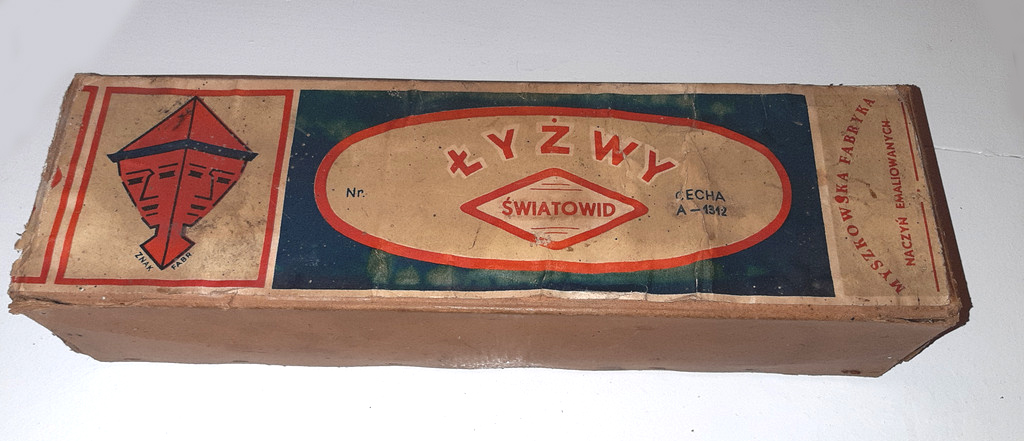 ZNAK FABR
ŁYŻWY
Nr.
ŚWIATOWID
CECHA
A-1312
MYSZKOWSKA FABRYKA
NACZYŃ EMALIOWANYCH